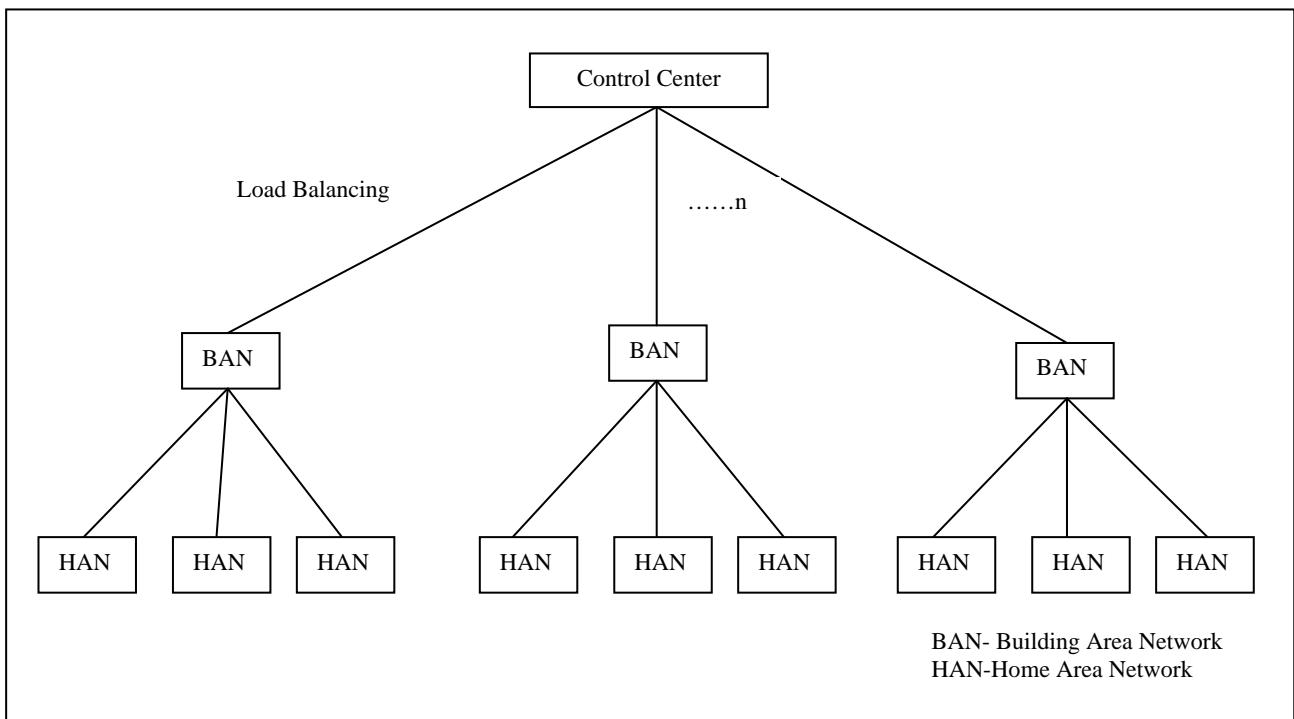 Control Center
Load Balancing
……n
BAN
BAN
BAN
HAN
HAN
HAN
HAN
HAN
HAN
HAN
HAN
HAN
BAN- Building Area Network
HAN-Home Area Network